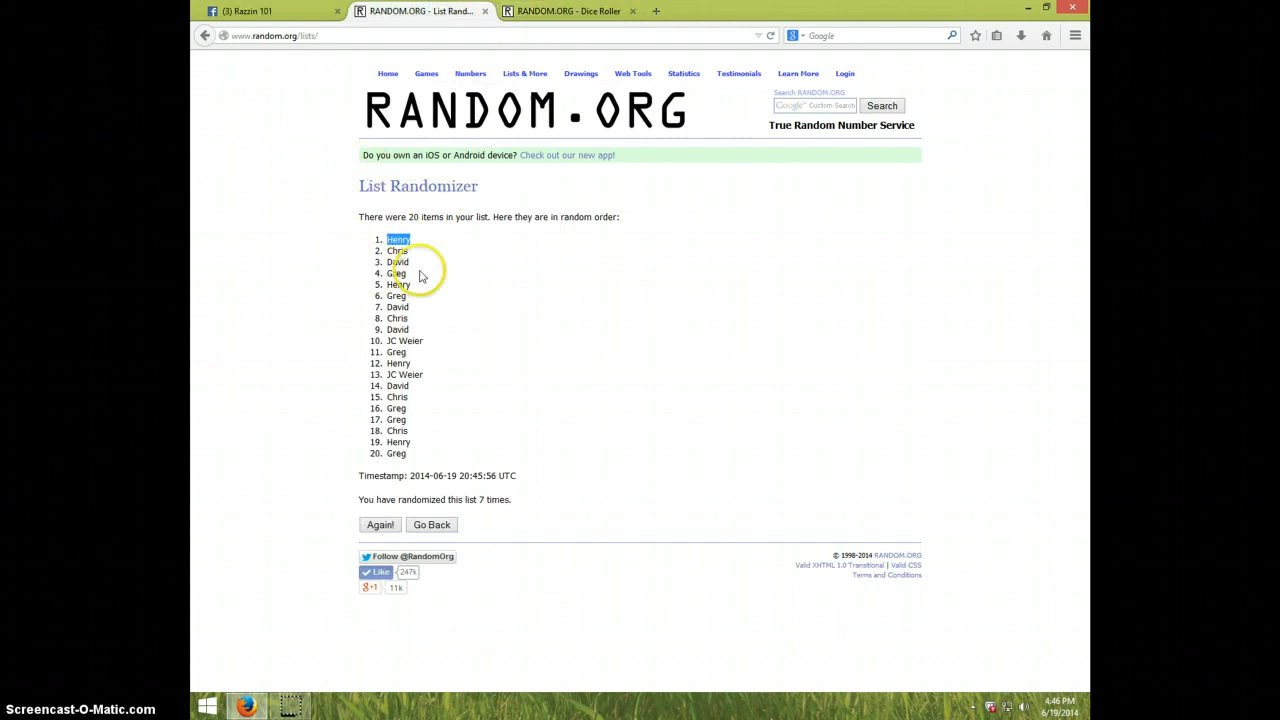 (3) Razzin 101
RANDOM.ORG - List Rand...
RANDOM.ORG - Dice Roller
www.random.org/lists/
Google
Home Games Numbers Lists & More Drawings Web Tools Statistics Testimonials Learn More Login
RANDOM.ORG
Search RANDOM.ORG
Google™ Custom Search Search
True Random Number Service
Do you own an iOS or Android device? Check out our new app!
List Randomizer
There were 20 items in your list. Here they are in random order:
1. Henry
2. Chris
3. David
4. Greg
5. Henry
6. Greg
7. David
8. Chris
9. David
10. JC Weier
11. Greg
12. Henry
13. JC Weier
14. David
15. Chris
16. Greg
17. Greg
18. Chris
19. Henry
20. Greg
Timestamp: 2014-06-19 20:45:56 UTC
You have randomized this list 7 times.
Again! Go Back
Follow @RandomOrg
Like 247k
+1 11k
© 1998-2014 RANDOM.ORG
Valid XHTML 1.0 Transitional | Valid CSS
Terms and Conditions
4:46 PM
6/19/2014
Screencast-O-Matic.com